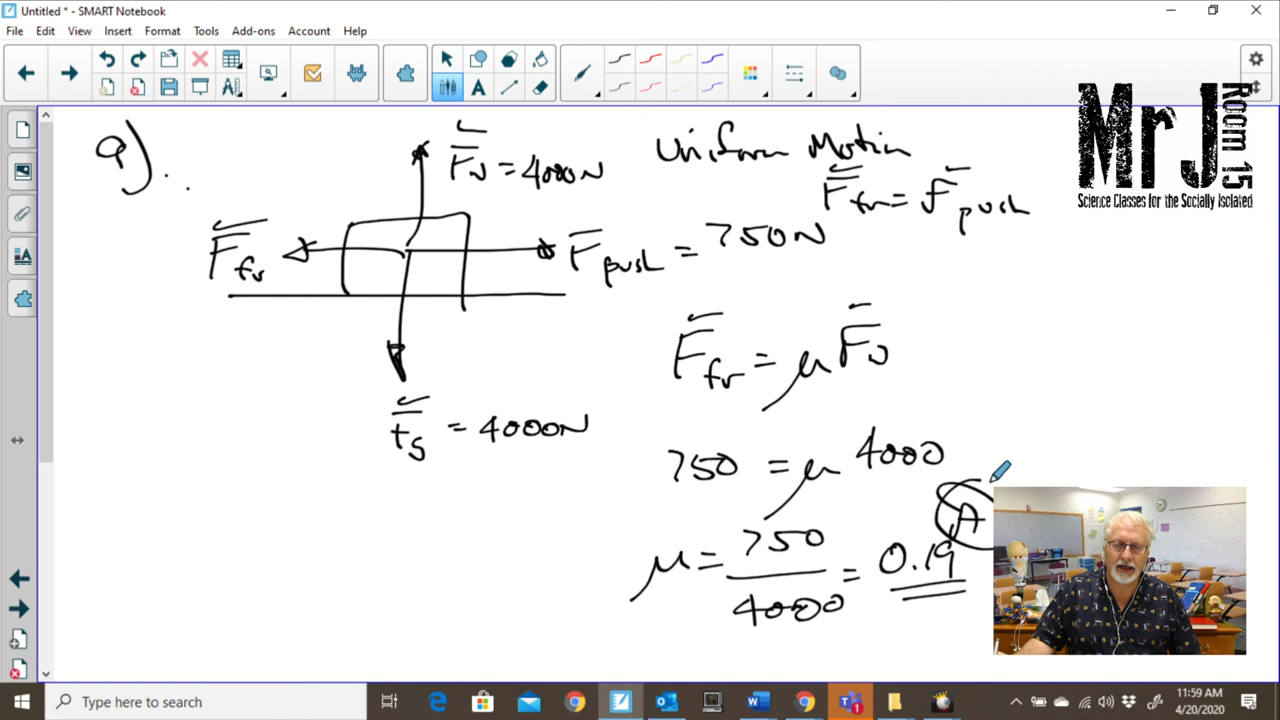 Untitled * - SMART Notebook
File Edit View Insert Format Tools Add-ons Account Help
Mr J
Room 15
Science Classes for the Socially Isolated
9)..
F_N = 4000N
Uniform Motion
F_fr = F_push
F_fr
F_push = 750N
F_fr = μ F_N
F_g = 4000N
750 = μ 4000
A
μ = 750/4000 = 0.19
Type here to search
1
11:59 AM
4/20/2020